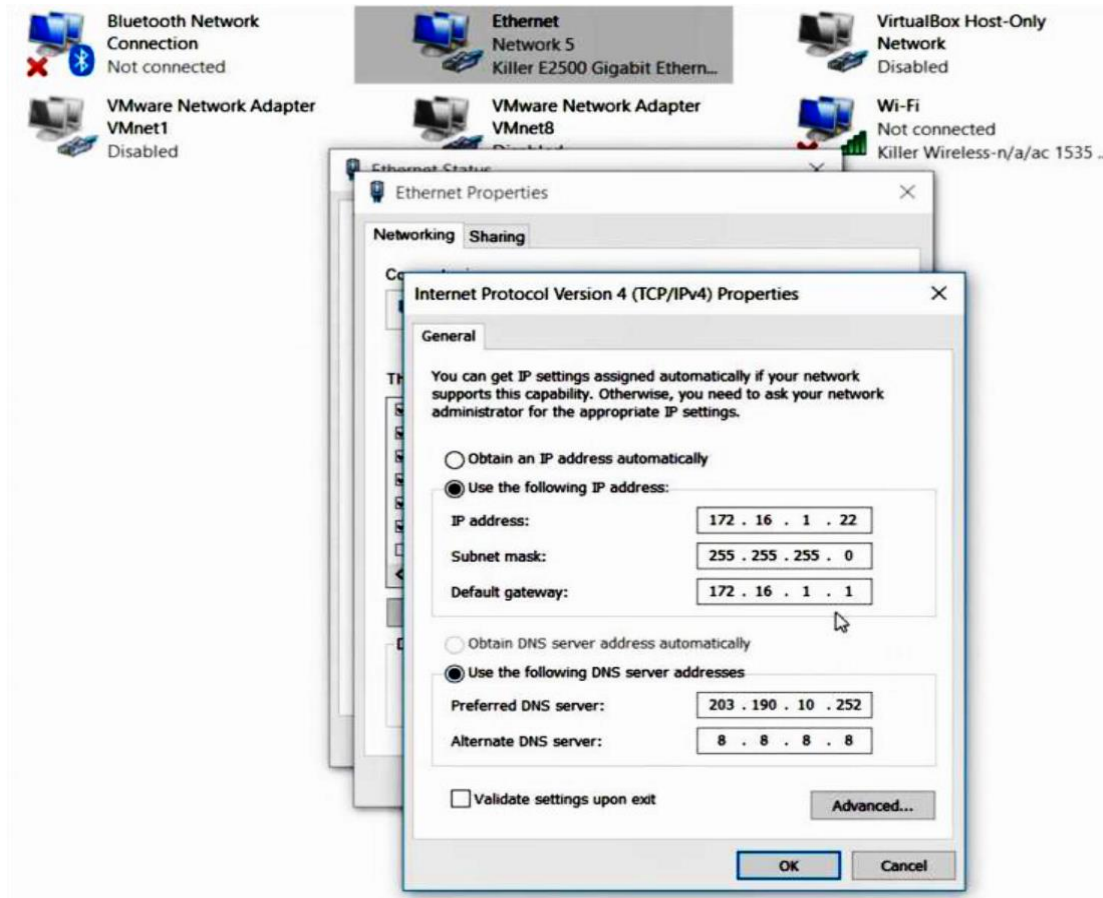 Bluetooth Network
Connection
Not connected
Ethernet
Network 5
Killer E2500 Gigabit Ethern...
VirtualBox Host-Only
Network
Disabled
VMware Network Adapter
VMnet1
Disabled
VMware Network Adapter
VMnet8
Disabled
Wi-Fi
Not connected
Killer Wireless-n/a/ac 1535 ..
Ethernet Status
Ethernet Properties
Networking Sharing
Internet Protocol Version 4 (TCP/IPv4) Properties
General
You can get IP settings assigned automatically if your network
supports this capability. Otherwise, you need to ask your network
administrator for the appropriate IP settings.
Obtain an IP address automatically
Use the following IP address:
IP address: 172 . 16 . 1 . 22
Subnet mask: 255 . 255 . 255 . 0
Default gateway: 172 . 16 . 1 . 1
Obtain DNS server address automatically
Use the following DNS server addresses
Preferred DNS server: 203 . 190 . 10 . 252
Alternate DNS server: 8 . 8 . 8 . 8
Validate settings upon exit
Advanced...
OK Cancel